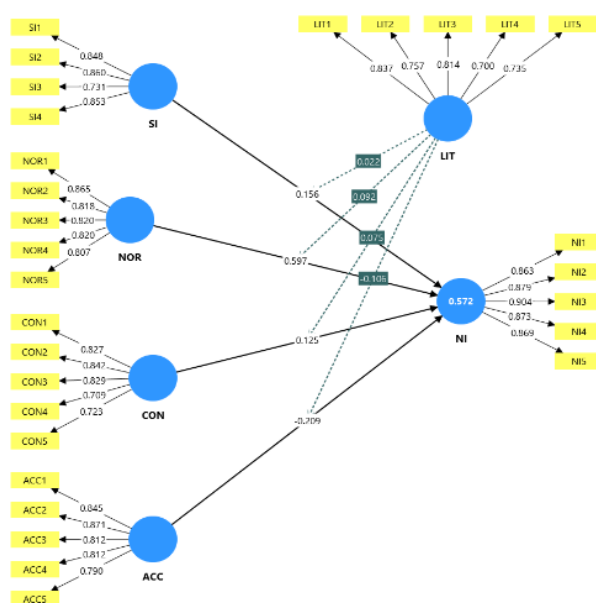 SI1
SI2
SI3
SI4
0.848
0.860
0.731
0.853
SI
LIT1
LIT2
LIT3
LIT4
LIT5
0.837
0.757
0.814
0.700
0.735
LIT
NOR1
NOR2
NOR3
NOR4
NOR5
0.865
0.818
0.820
0.820
0.807
NOR
0.022
0.156
0.092
0.597
0.075
-0.106
0.125
-0.209
0.572
NI
NI1
NI2
NI3
NI4
NI5
0.863
0.879
0.904
0.873
0.869
CON1
CON2
CON3
CON4
CON5
0.827
0.842
0.829
0.709
0.723
CON
ACC1
ACC2
ACC3
ACC4
ACC5
0.845
0.871
0.812
0.812
0.790
ACC